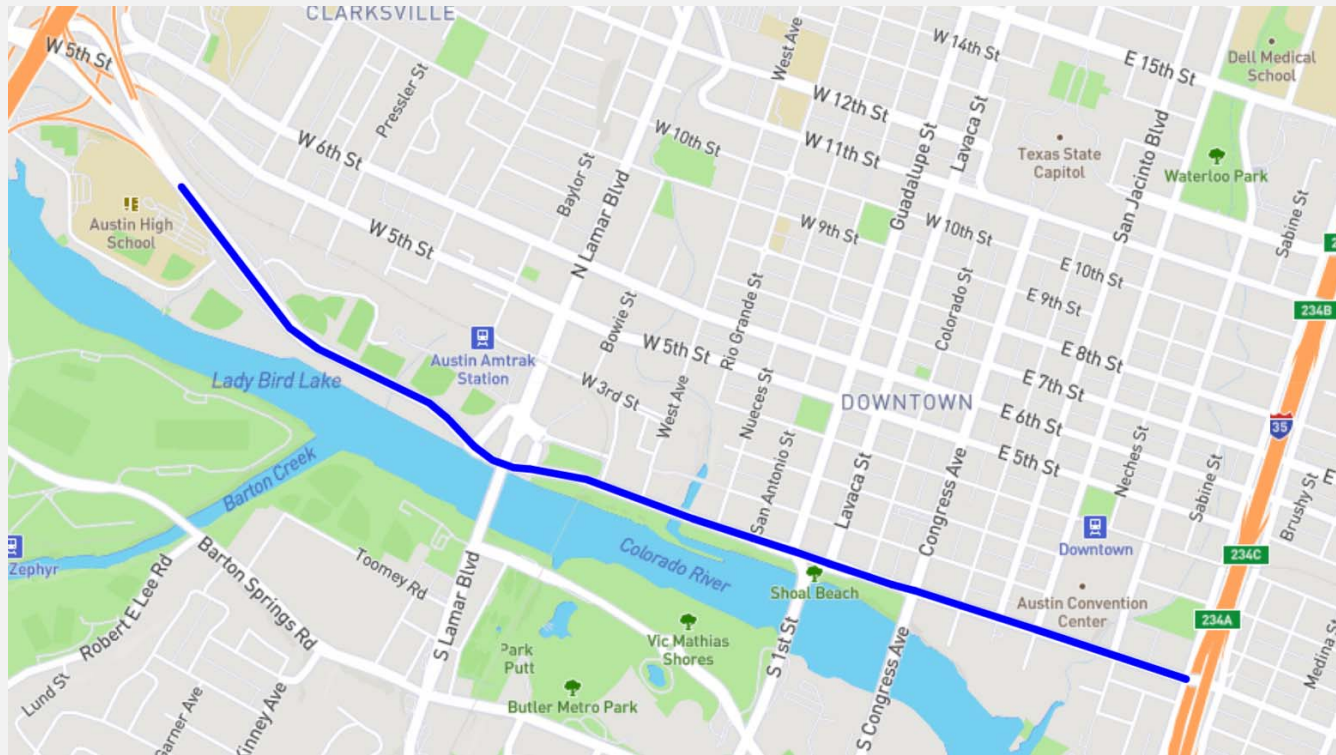 CLARKSVILLE
W 5th St
Pressler St
West Ave
W 14th St
Dell Medical
School
E 15th St
W 12th St
Lavaca St
W 10th St
Guadalupe St
San Jacinto Blvd
W 6th St
W 11th St
Texas State
Capitol
Waterloo Park
Baylor St
N Lamar Blvd
Sabine St
Austin High
School
W 5th St
W 9th St
W 10th St
E 10th St
Rio Grande St
Colorado St
E 9th St
234B
Bowie St
W 5th St
E 8th St
Austin Amtrak
Station
Lady Bird Lake
W 3rd St
West Ave
Nueces St
DOWNTOWN
E 7th St
E 6th St
35
E 5th St
San Antonio St
Lavaca St
Congress Ave
Neches St
Sabine St
Brushy St
Barton Creek
Downtown
234C
Zephyr
Barton Springs Rd
Toomey Rd
Colorado River
Shoal Beach
Austin Convention
Center
234A
Robert E Lee Rd
S Lamar Blvd
Park
Putt
Vic Mathias
Shores
S 1st St
S Congress Ave
Medina St
Lund St
Garner Ave
Kinney Ave
Butler Metro Park